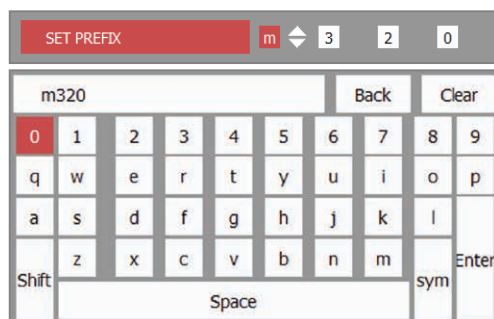 SET PREFIX m 3 2 0
m320 Back Clear
0 1 2 3 4 5 6 7 8 9
q w e r t y u i o p
a s d f g h j k l
z x c v b n m
Shift Space sym Enter